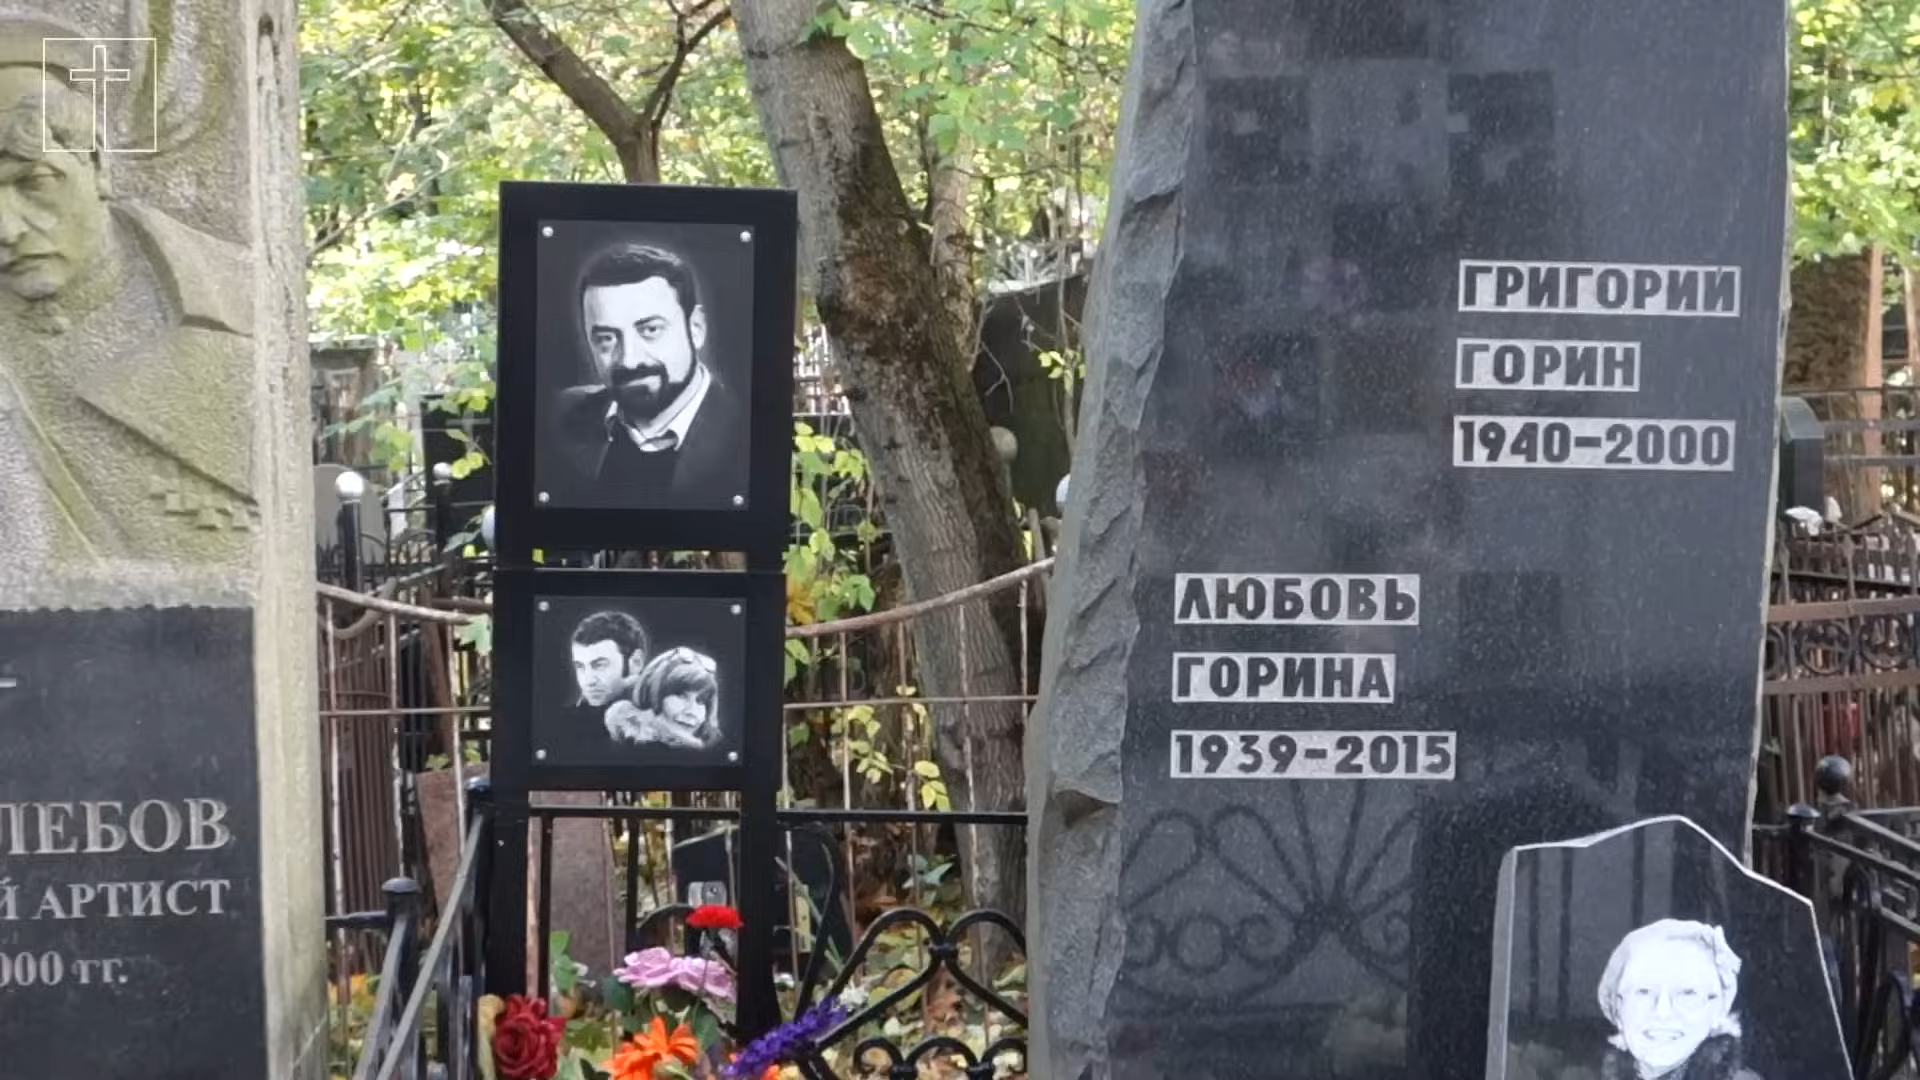 ГРИГОРИЙ
ГОРИН
1940-2000
ЛЮБОВЬ
ГОРИНА
1939-2015
ЛЕБОВ
Й АРТИСТ
000 гг.